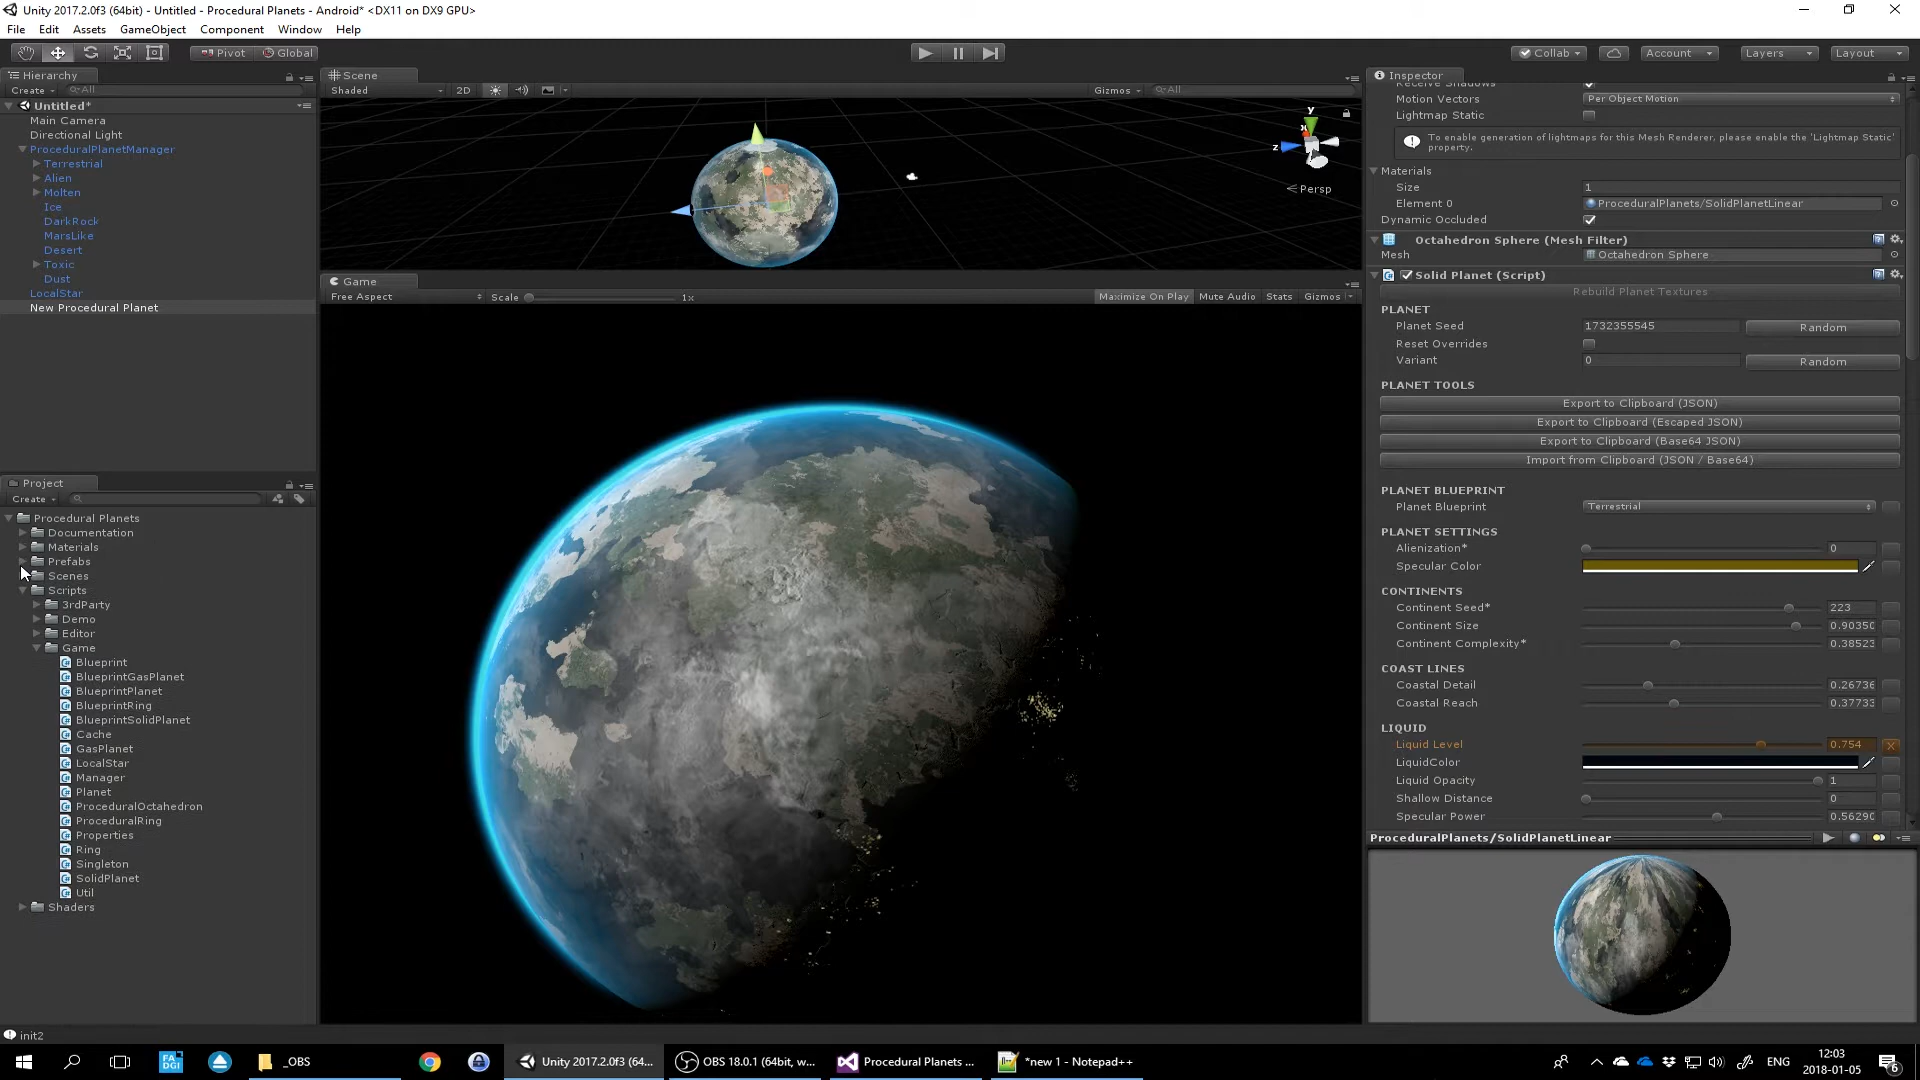 Unity 2017.2.0f3 (64bit) - Untitled - Procedural Planets - Android* <DX11 on DX9 GPU>
File Edit Assets GameObject Component Window Help
Pivot Global Collab Account Layers Layout
Hierarchy
Create All
Untitled*
Main Camera
Directional Light
ProceduralPlanetManager
Terrestrial
Alien
Molten
Ice
DarkRock
MarsLike
Desert
Toxic
Dust
LocalStar
New Procedural Planet
Project
Create
Procedural Planets
Documentation
Materials
Prefabs
Scenes
Scripts
3rdParty
Demo
Editor
Game
Blueprint
BlueprintGasPlanet
BlueprintPlanet
BlueprintRing
BlueprintSolidPlanet
Cache
GasPlanet
LocalStar
Manager
Planet
ProceduralOctahedron
ProceduralRing
Properties
Ring
Singleton
SolidPlanet
Util
Shaders
Scene
Shaded 2D Gizmos All
y
x
z
Persp
Game
Free Aspect Scale 1x Maximize On Play Mute Audio Stats Gizmos
Inspector
Receive Shadows
Motion Vectors Per Object Motion
Lightmap Static
To enable generation of lightmaps for this Mesh Renderer, please enable the 'Lightmap Static'
property.
Materials
Size 1
Element 0 ProceduralPlanets/SolidPlanetLinear
Dynamic Occluded
Octahedron Sphere (Mesh Filter)
Mesh Octahedron Sphere
Solid Planet (Script)
Rebuild Planet Textures
PLANET
Planet Seed 1732355545 Random
Reset Overrides
Variant 0 Random
PLANET TOOLS
Export to Clipboard (JSON)
Export to Clipboard (Escaped JSON)
Export to Clipboard (Base64 JSON)
Import from Clipboard (JSON / Base64)
PLANET BLUEPRINT
Planet Blueprint Terrestrial
PLANET SETTINGS
Alienization* 0
Specular Color
CONTINENTS
Continent Seed* 223
Continent Size 0.9035
Continent Complexity* 0.38523
COAST LINES
Coastal Detail 0.26736
Coastal Reach 0.37733
LIQUID
Liquid Level 0.754
LiquidColor
Liquid Opacity 1
Shallow Distance 0
Specular Power 0.5629
ProceduralPlanets/SolidPlanetLinear
init2
_OBS Unity 2017.2.0f3 (64... OBS 18.0.1 (64bit, w... Procedural Planets ... *new 1 - Notepad++ ENG 12:03
2018-01-05 6